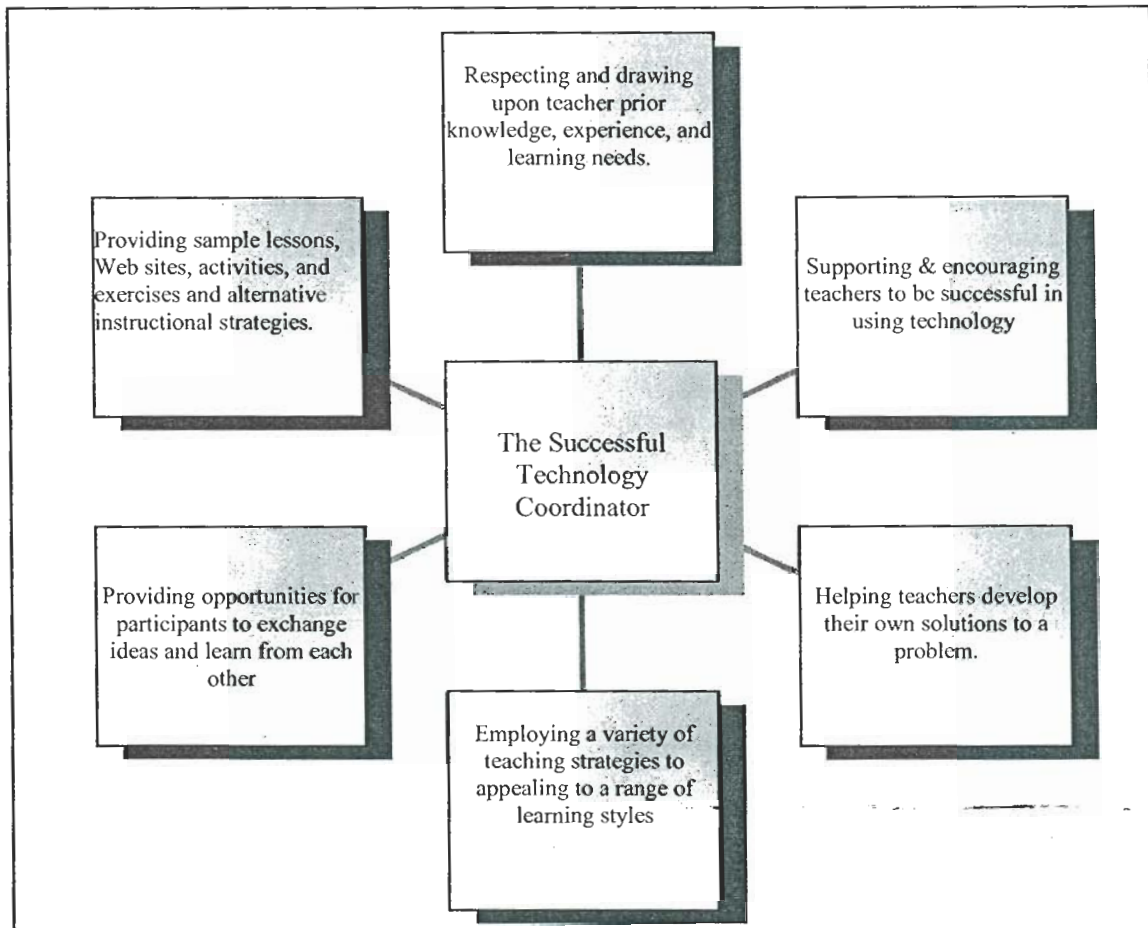 Respecting and drawing
upon teacher prior
knowledge, experience, and
learning needs.
Providing sample lessons,
Web sites, activities, and
exercises and alternative
instructional strategies.
Supporting & encouraging
teachers to be successful in
using technology
The Successful
Technology
Coordinator
Providing opportunities for
participants to exchange
ideas and learn from each
other
Helping teachers develop
their own solutions to a
problem.
Employing a variety of
teaching strategies to
appealing to a range of
learning styles